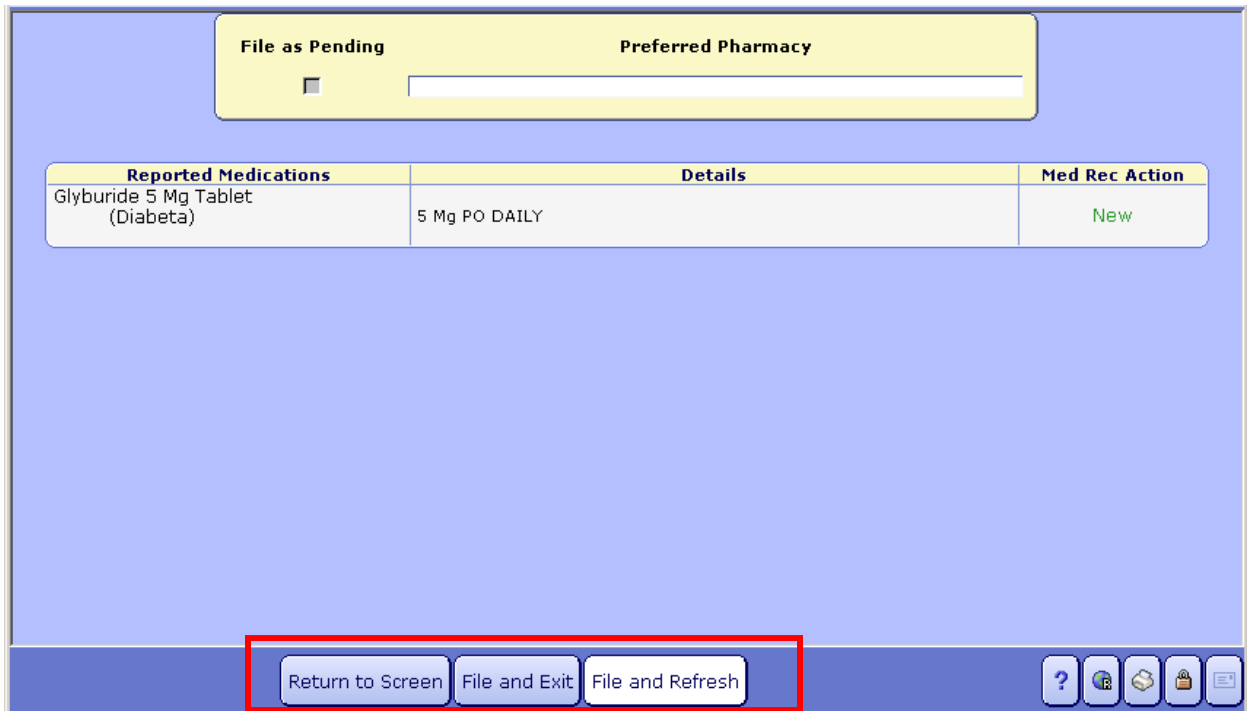 File as Pending Preferred Pharmacy
Reported Medications Details Med Rec Action
Glyburide 5 Mg Tablet
(Diabeta) 5 Mg PO DAILY New
Return to Screen File and Exit File and Refresh ? R